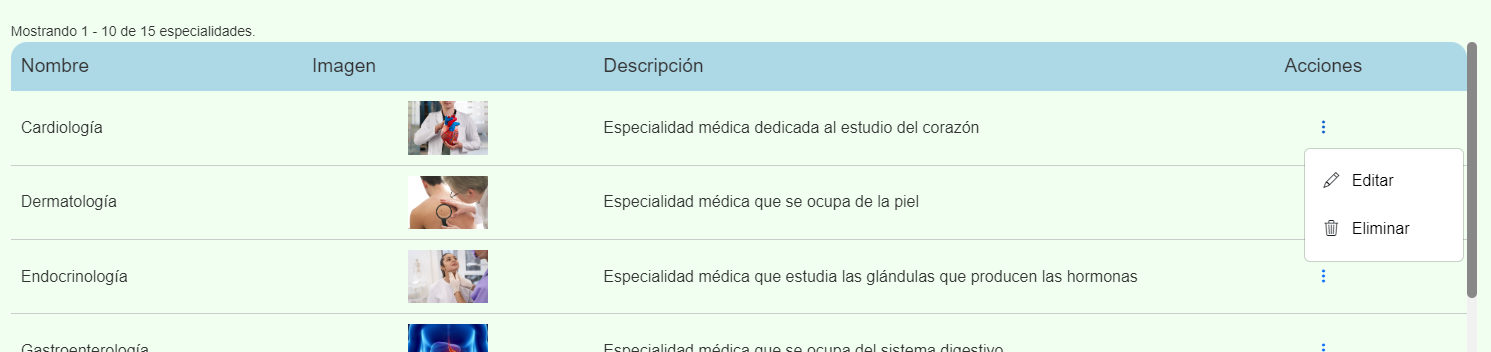 Mostrando 1 - 10 de 15 especialidades.
Nombre Imagen Descripción Acciones
Cardiología Especialidad médica dedicada al estudio del corazón
Editar
Dermatología Especialidad médica que se ocupa de la piel
Eliminar
Endocrinología Especialidad médica que estudia las glándulas que producen las hormonas
Gastroenterología Especialidad médica que se ocupa del sistema digestivo